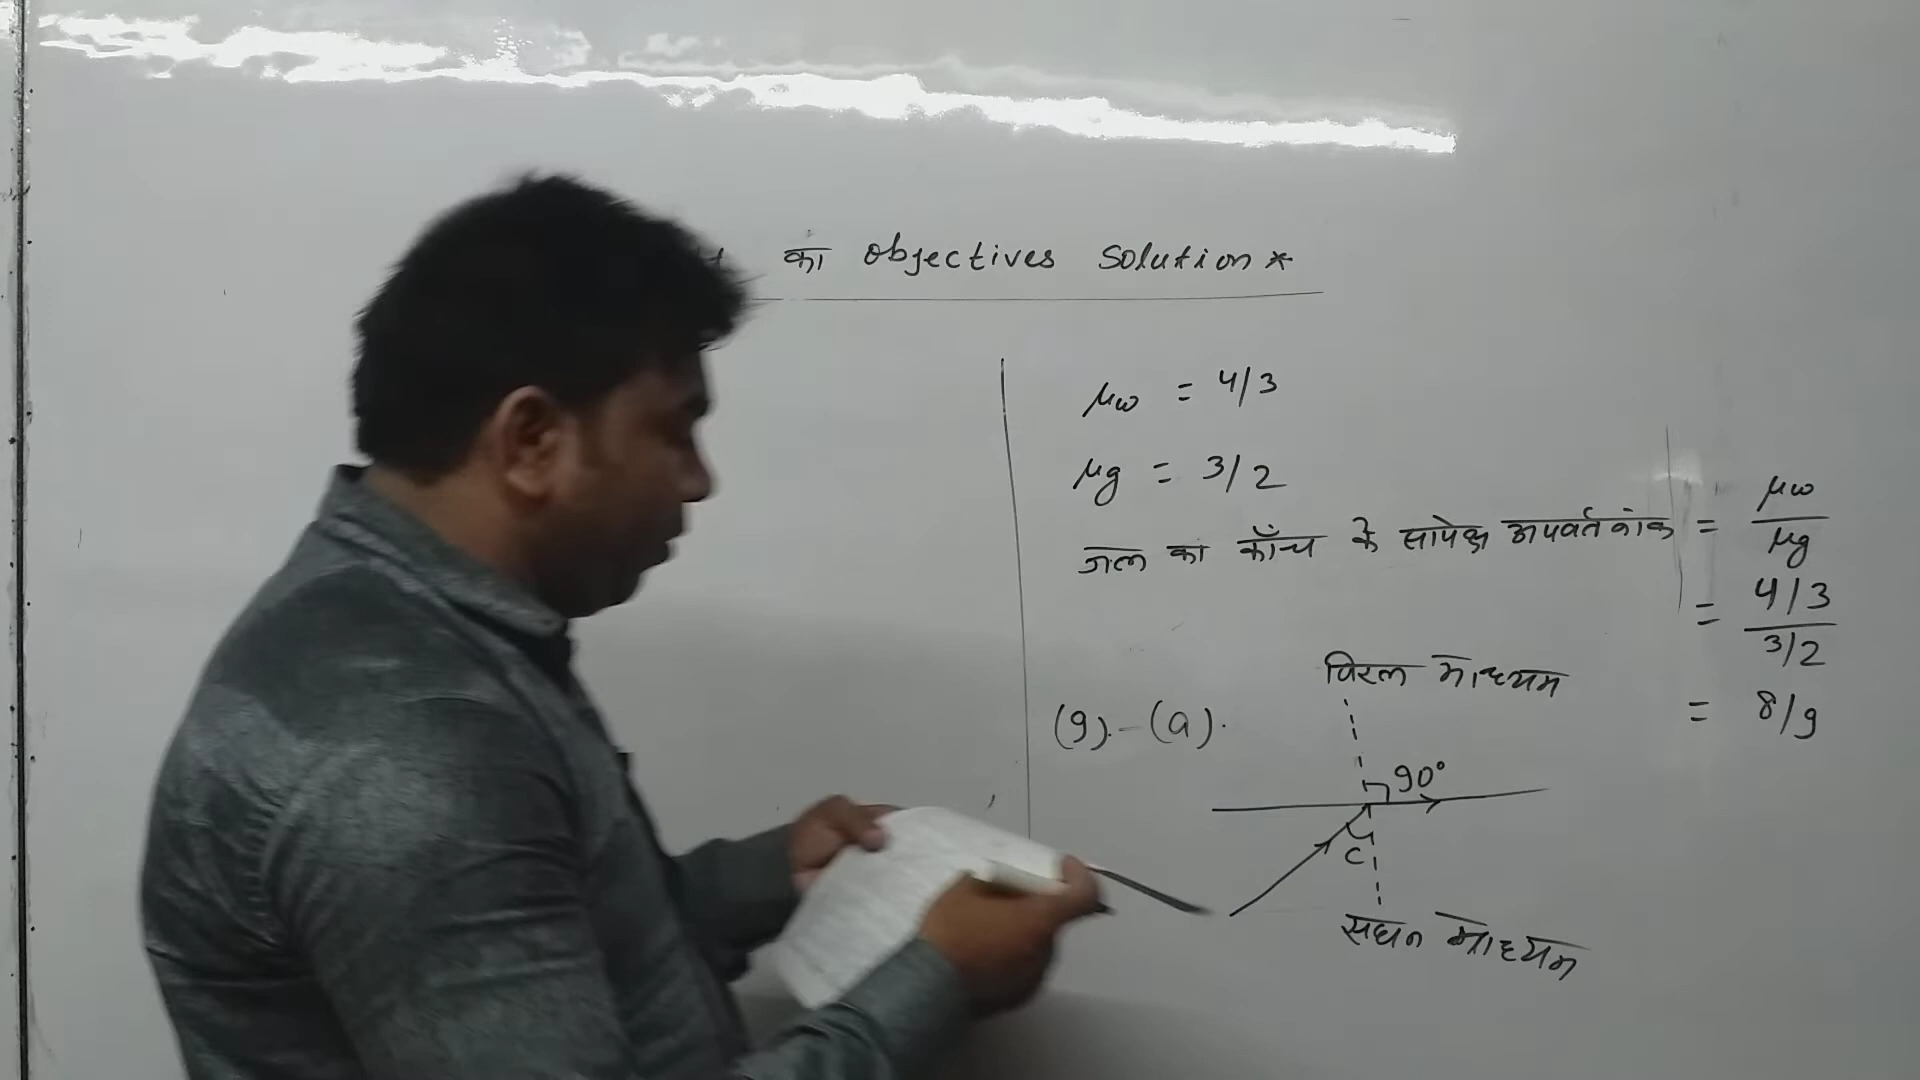 का objectives solution *
μw = 4/3
μg = 3/2
जल का काँच के सापेक्ष अपवर्तनांक = μw/μg
= 4/3 / 3/2
= 8/9
(9).-(a).
विरल माध्यम
90°
C
सघन माध्यम